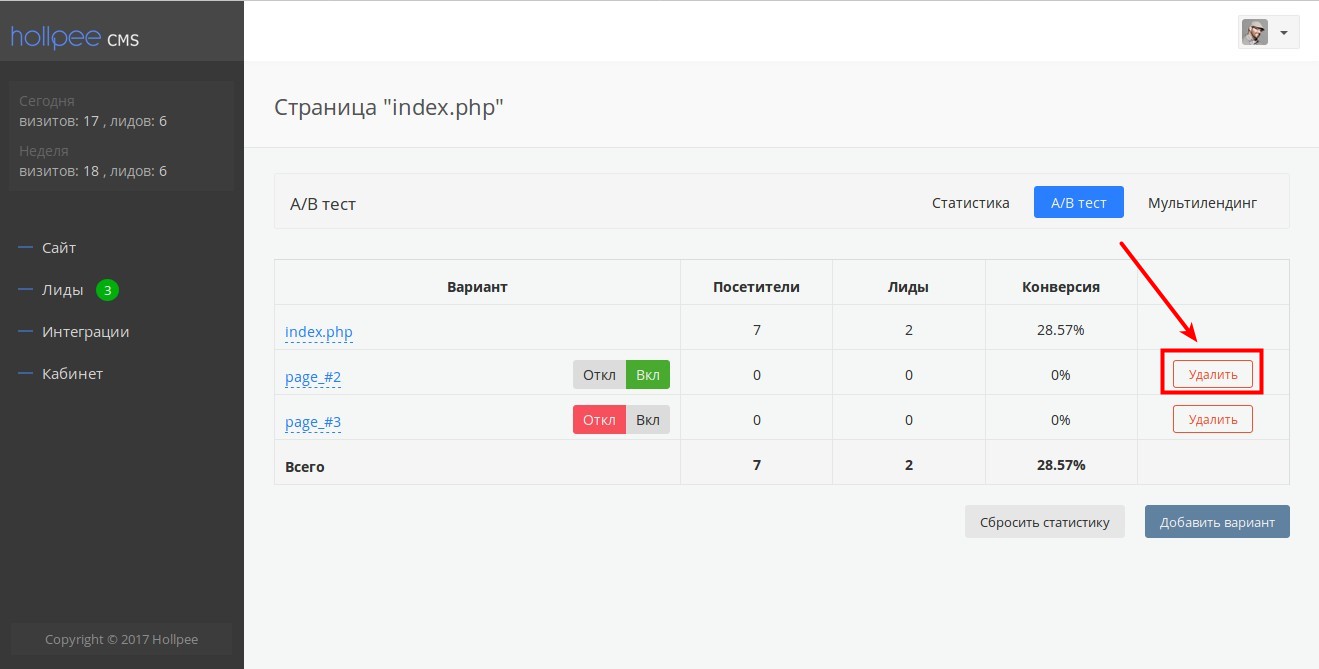 hollpee CMS
Сегодня
визитов: 17 , лидов: 6
Неделя
визитов: 18 , лидов: 6
Сайт
Лиды 3
Интеграции
Кабинет
Copyright © 2017 Hollpee
Страница "index.php"
A/B тест
Статистика A/B тест Мультилендинг
Вариант Посетители Лиды Конверсия
index.php 7 2 28.57%
page_#2 Откл Вкл 0 0 0% Удалить
page_#3 Откл Вкл 0 0 0% Удалить
Всего 7 2 28.57%
Сбросить статистику Добавить вариант